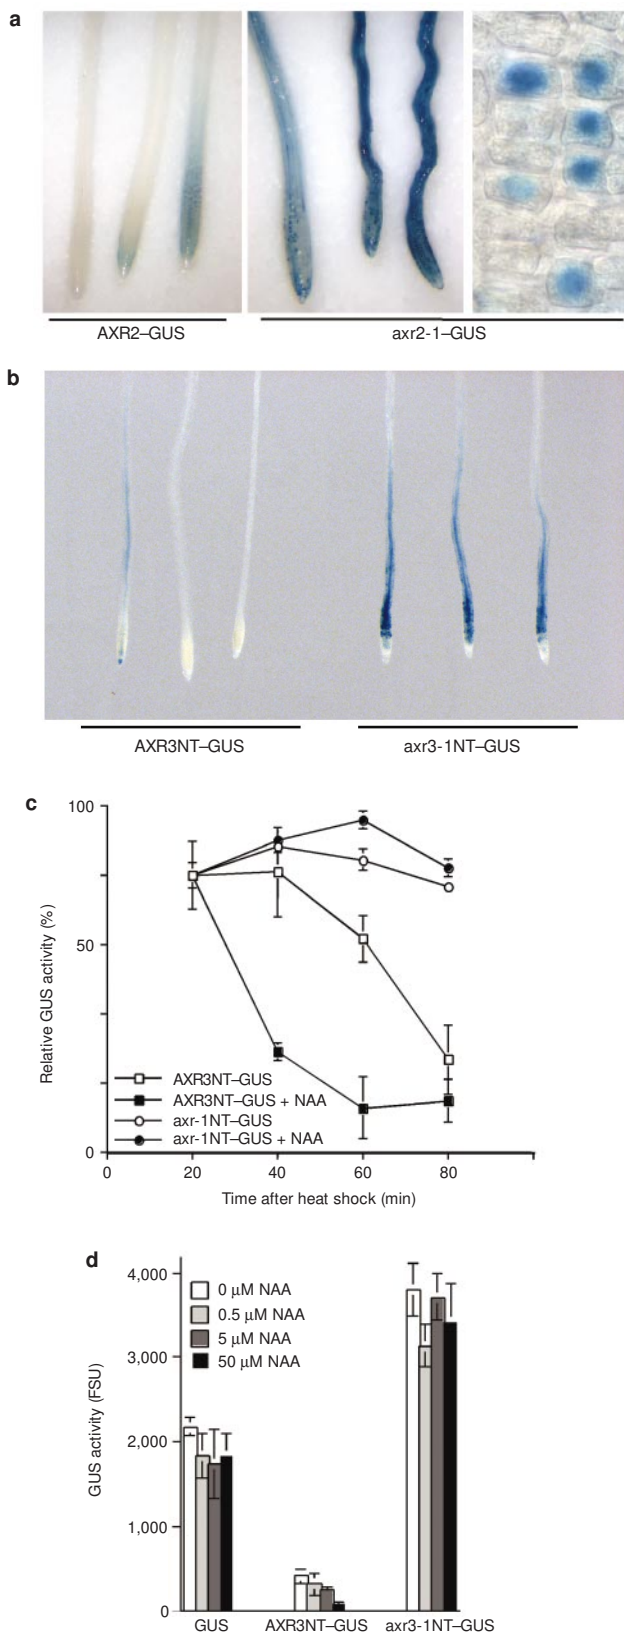 a
AXR2–GUS
axr2-1–GUS
b
AXR3NT–GUS
axr3-1NT–GUS
c
100
50
0
Relative GUS activity (%)
AXR3NT–GUS
AXR3NT–GUS + NAA
axr-1NT–GUS
axr-1NT–GUS + NAA
0 20 40 60 80
Time after heat shock (min)
d
4,000
3,000
2,000
1,000
0
GUS activity (FSU)
0 μM NAA
0.5 μM NAA
5 μM NAA
50 μM NAA
GUS AXR3NT–GUS axr3-1NT–GUS